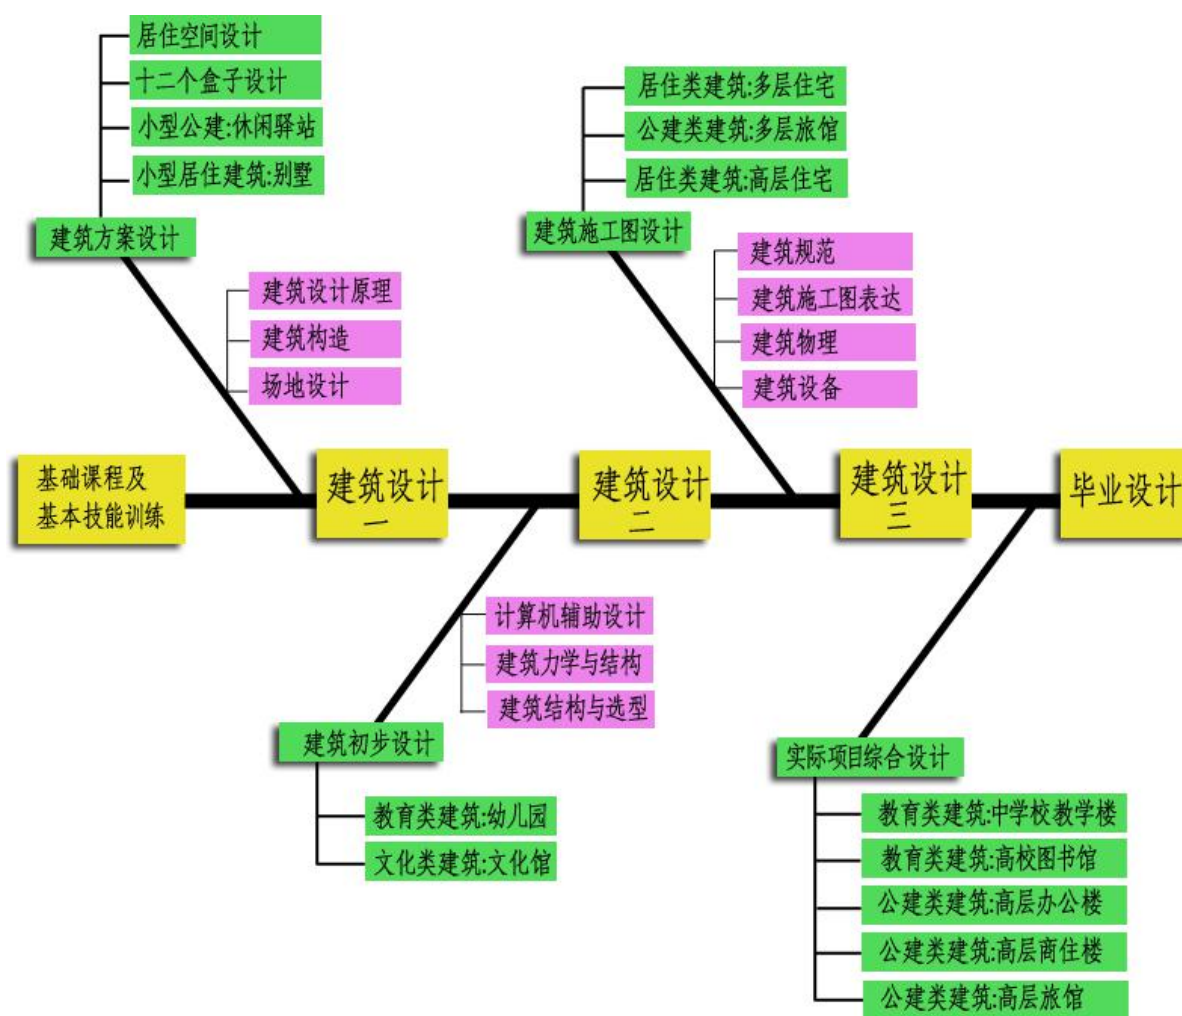 居住空间设计
十二个盒子设计
小型公建:休闲驿站
小型居住建筑:别墅
建筑方案设计
建筑设计原理
建筑构造
场地设计
居住类建筑:多层住宅
公建类建筑:多层旅馆
居住类建筑:高层住宅
建筑施工图设计
建筑规范
建筑施工图表达
建筑物理
建筑设备
基础课程及
基本技能训练
建筑设计
一
建筑设计
二
建筑设计
三
毕业设计
计算机辅助设计
建筑力学与结构
建筑结构与选型
建筑初步设计
教育类建筑:幼儿园
文化类建筑:文化馆
实际项目综合设计
教育类建筑:中学校教学楼
教育类建筑:高校图书馆
公建类建筑:高层办公楼
公建类建筑:高层商住楼
公建类建筑:高层旅馆